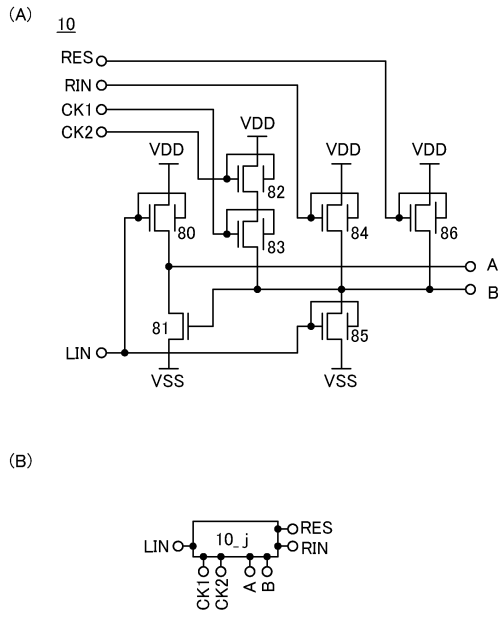 (A)
10
RES
RIN
CK1
CK2
VDD
VDD
VDD
VDD
82
80
83
84
86
A
B
81
85
LIN
VSS
VSS
(B)
10_j
LIN
RES
RIN
CK1
CK2
A
B